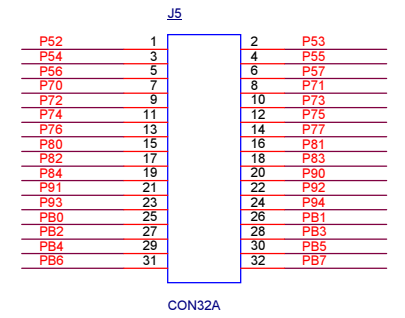 J5
P52 1 2 P53
P54 3 4 P55
P56 5 6 P57
P70 7 8 P71
P72 9 10 P73
P74 11 12 P75
P76 13 14 P77
P80 15 16 P81
P82 17 18 P83
P84 19 20 P90
P91 21 22 P92
P93 23 24 P94
PB0 25 26 PB1
PB2 27 28 PB3
PB4 29 30 PB5
PB6 31 32 PB7
CON32A